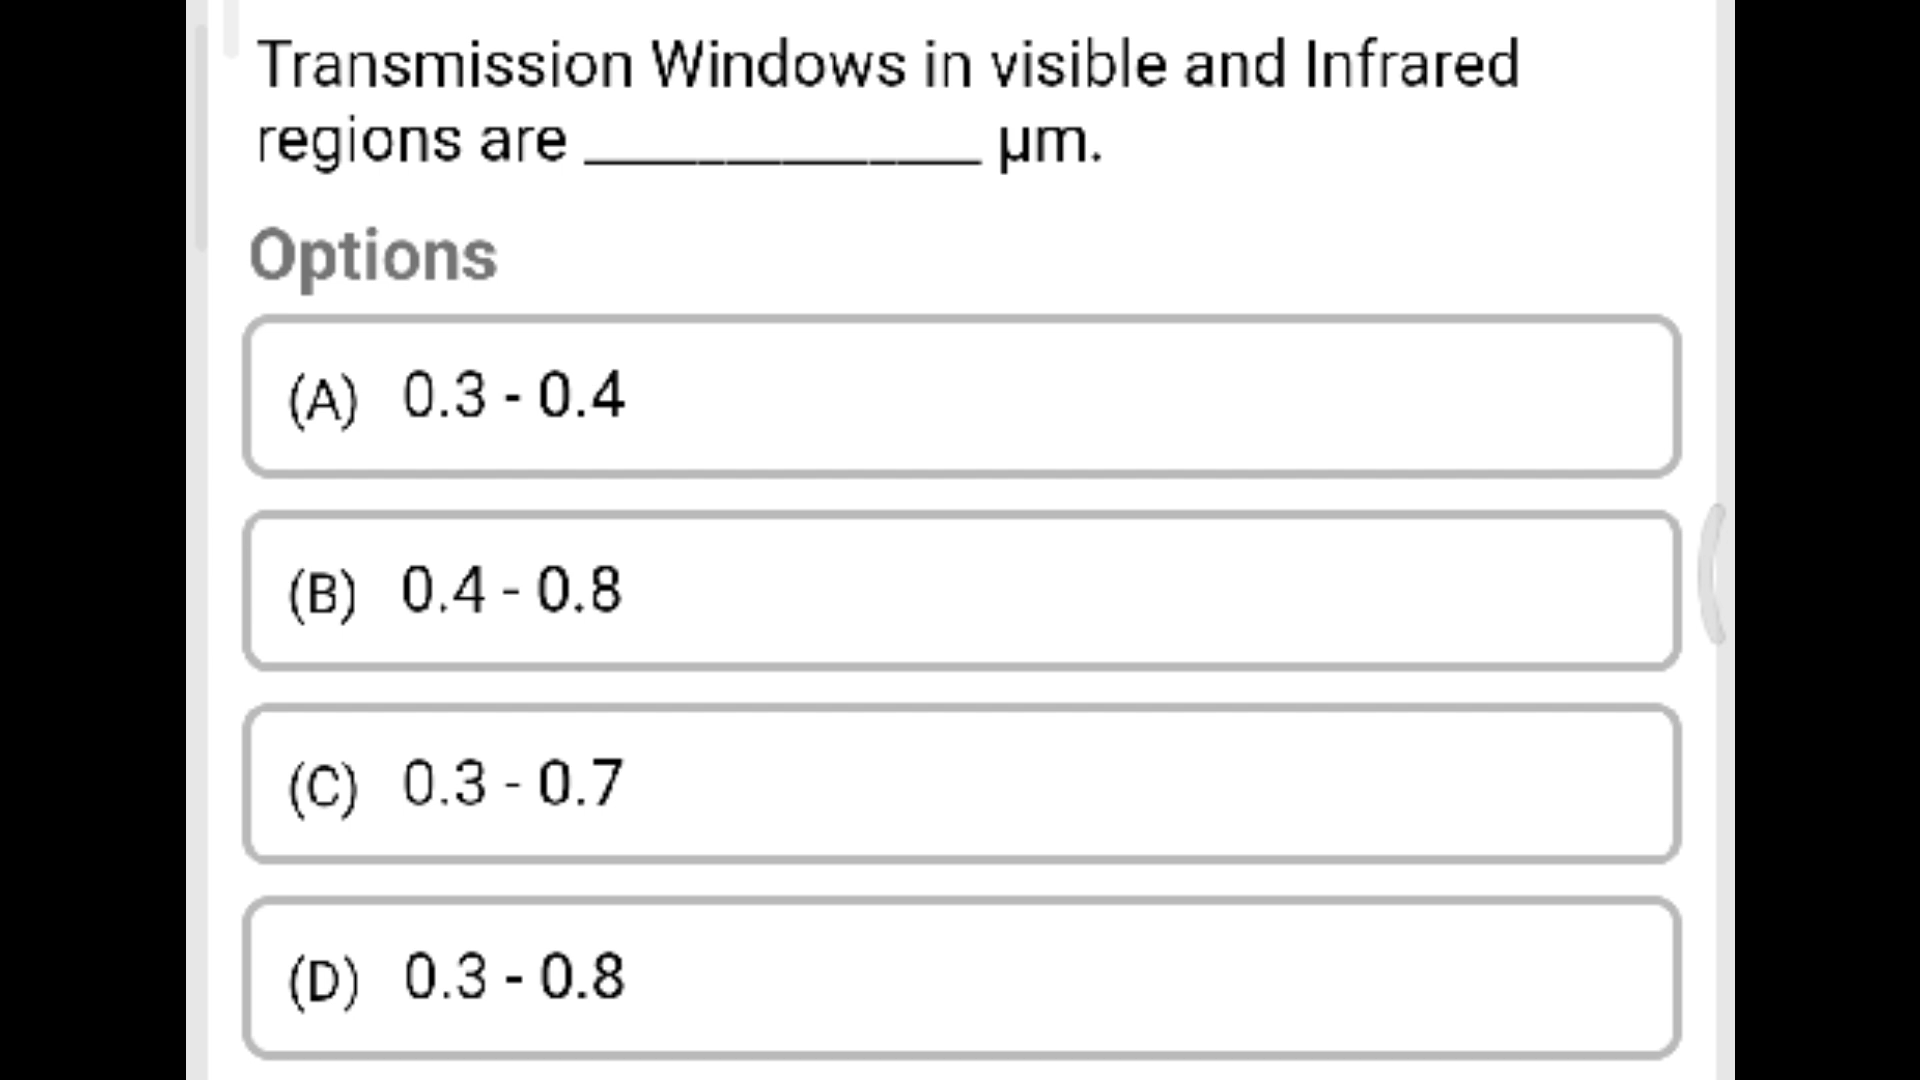 Transmission Windows in visible and Infrared
regions are ______________ μm.
Options
(A) 0.3 - 0.4
(B) 0.4 - 0.8
(C) 0.3 - 0.7
(D) 0.3 - 0.8